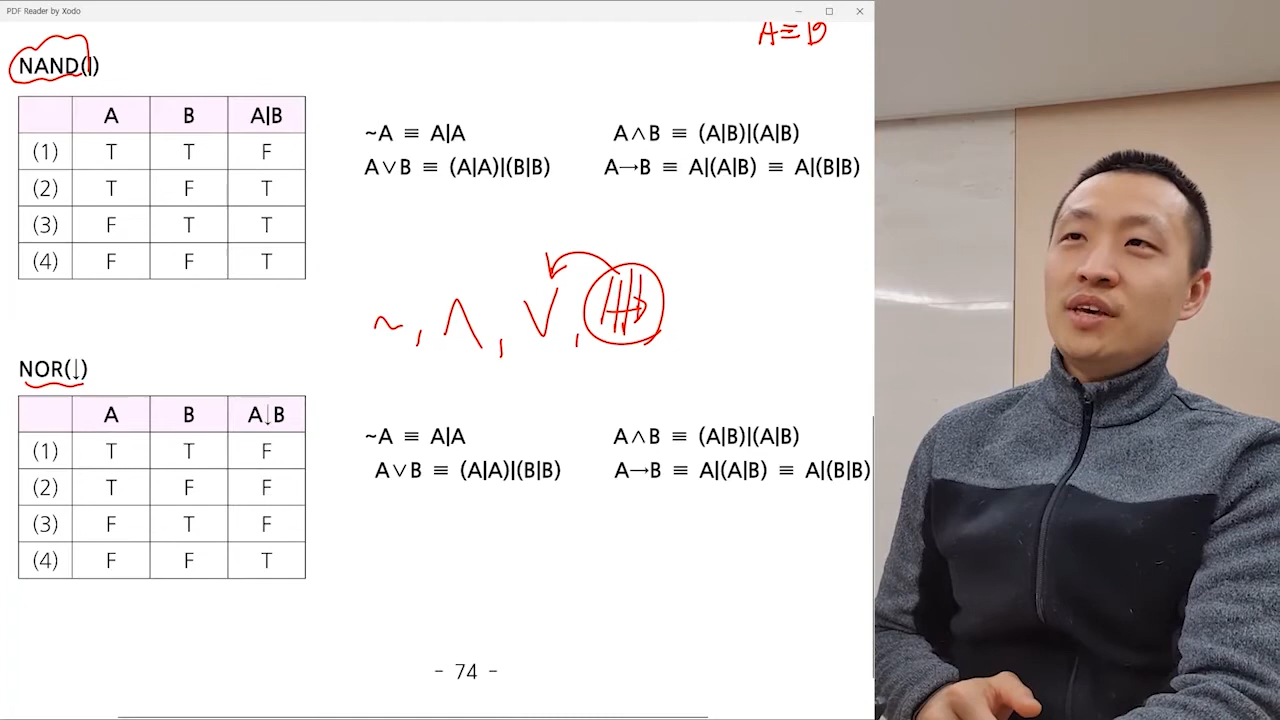 PDF Reader by Xodo
A≡B
NAND(|)
A B A|B
(1) T T F
(2) T F T
(3) F T T
(4) F F T
~A ≡ A|A A∧B ≡ (A|B)|(A|B)
A∨B ≡ (A|A)|(B|B) A→B ≡ A|(A|B) ≡ A|(B|B)
~, ∧, ∨,
NOR(↓)
A B A↓B
(1) T T F
(2) T F F
(3) F T F
(4) F F T
~A ≡ A|A A∧B ≡ (A|B)|(A|B)
A∨B ≡ (A|A)|(B|B) A→B ≡ A|(A|B) ≡ A|(B|B)
- 74 -